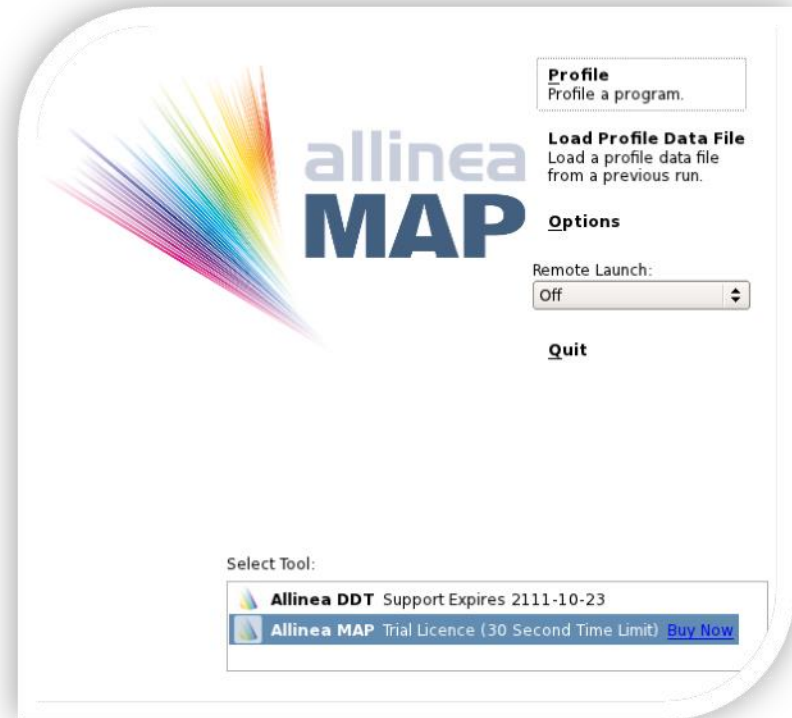 allinea
MAP
Profile
Profile a program.
Load Profile Data File
Load a profile data file
from a previous run.
Options
Remote Launch:
Off
Quit
Select Tool:
Allinea DDT Support Expires 2111-10-23
Allinea MAP Trial Licence (30 Second Time Limit) Buy Now